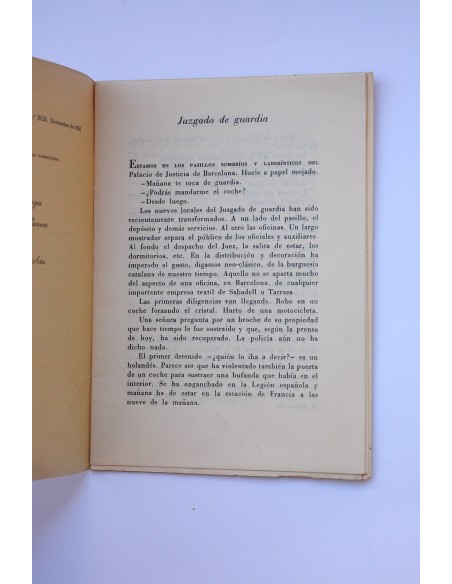 Noviembre de
Juzgado de guardia
ESTAMOS EN LOS PASILLOS SOMBRÍOS Y LABERÍNTICOS DEL
Palacio de Justicia de Barcelona. Huele a papel mojado.
—Mañana te toca de guardia.
—¿Podrás mandarme el coche?
—Desde luego.
Los nuevos locales del Juzgado de guardia han sido
recientemente transformados. A un lado del pasillo, el
depósito y demás servicios. Al otro las oficinas. Un largo
mostrador separa el público de los oficiales y auxiliares.
Al fondo el despacho del Juez, la salita de estar, los
dormitorios, etc. En la distribución y decoración ha
imperado el gusto, digamos neo-clásico, de la burguesía
catalana de nuestro tiempo. Aquello no se aparta mucho
del aspecto de una oficina, en Barcelona, de cualquier
importante empresa textil de Sabadell o Tarrasa.
Las primeras diligencias van llegando. Robo en un
coche forzando el cristal. Hurto de una motocicleta.
Una señora pregunta por un broche de su propiedad
que hace tiempo le fue sustraído y que, según la prensa
de hoy, ha sido recuperado. La policía aún no ha
dicho nada.
El primer detenido —¿quién lo iba a decir?— es un
holandés. Parece ser que ha violentado también la puerta
de un coche para sustraer una bufanda que había en el
interior. Se ha enganchado en la Legión española y
mañana ha de estar en la estación de Francia a las
nueve de la mañana.